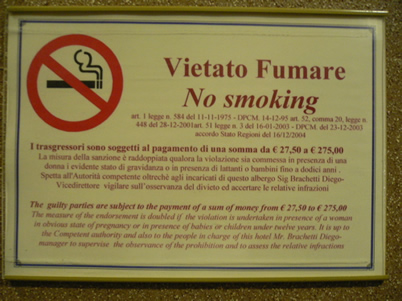 Vietato Fumare
No smoking
art. 1 legge n. 584 del 11-11-1975 - DPCM. 14-12-95 art. 52, comma 20, legge n.
448 del 28-12-2001art. 51 legge n. 3 del 16-01-2003 - DPCM del 23-12-2003
accordo Stato Regioni del 16/12/2004
I trasgressori sono soggetti al pagamento di una somma da € 27,50 a € 275,00
La misura della sanzione è raddoppiata qualora la violazione sia commessa in presenza di una
donna i evidente stato di gravidanza o in presenza di lattanti o bambini fino a dodici anni .
Spetta all'Autorità competente oltreché agli incaricati di questo albergo Sig Brachetti Diego-
Vicedirettore vigilare sull'osservanza del divieto ed accertare le relative infrazioni
The guilty parties are subject to the payment of a sum of money from € 27,50 to € 275,00
The measure of the endorsement is doubled if the violation is undertaken in presence of a woman
in obvious state of pregnancy or in presence of babies or children under twelve years. It is up to
the Competent authority and also to the people in charge of this hotel Mr. Brachetti Diego-
manager to supervise the observance of the prohibition and to assess the relative infractions